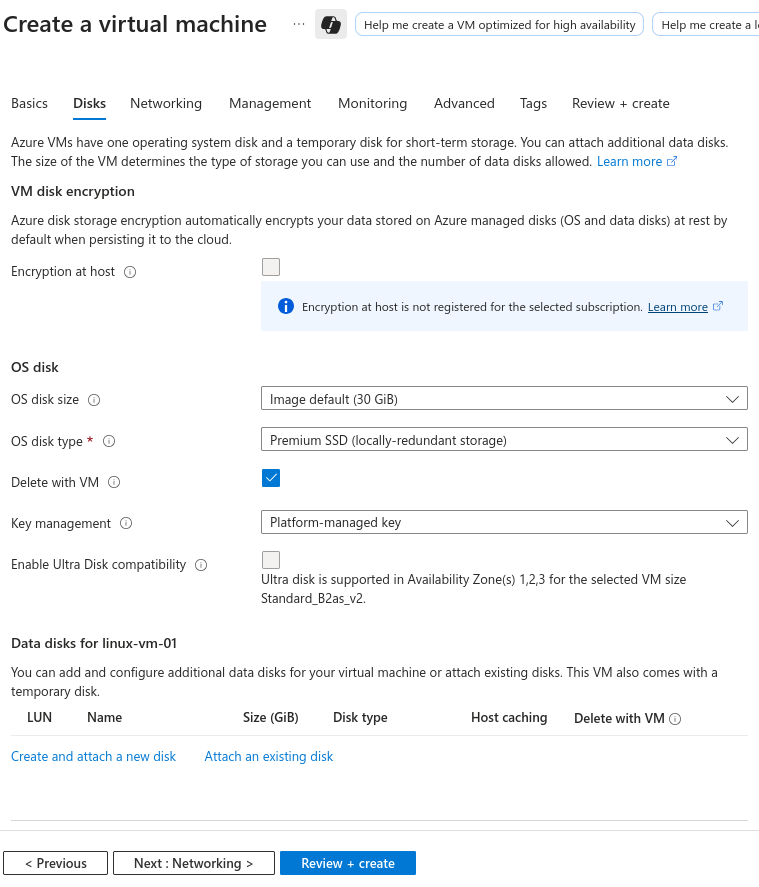 Create a virtual machine
...
Help me create a VM optimized for high availability
Help me create a
Basics
Disks
Networking
Management
Monitoring
Advanced
Tags
Review + create
Azure VMs have one operating system disk and a temporary disk for short-term storage. You can attach additional data disks.
The size of the VM determines the type of storage you can use and the number of data disks allowed. Learn more
VM disk encryption
Azure disk storage encryption automatically encrypts your data stored on Azure managed disks (OS and data disks) at rest by
default when persisting it to the cloud.
Encryption at host
Encryption at host is not registered for the selected subscription. Learn more
OS disk
OS disk size
Image default (30 GiB)
OS disk type *
Premium SSD (locally-redundant storage)
Delete with VM
Key management
Platform-managed key
Enable Ultra Disk compatibility
Ultra disk is supported in Availability Zone(s) 1,2,3 for the selected VM size
Standard_B2as_v2.
Data disks for linux-vm-01
You can add and configure additional data disks for your virtual machine or attach existing disks. This VM also comes with a
temporary disk.
LUN
Name
Size (GiB)
Disk type
Host caching
Delete with VM
Create and attach a new disk
Attach an existing disk
< Previous
Next : Networking >
Review + create